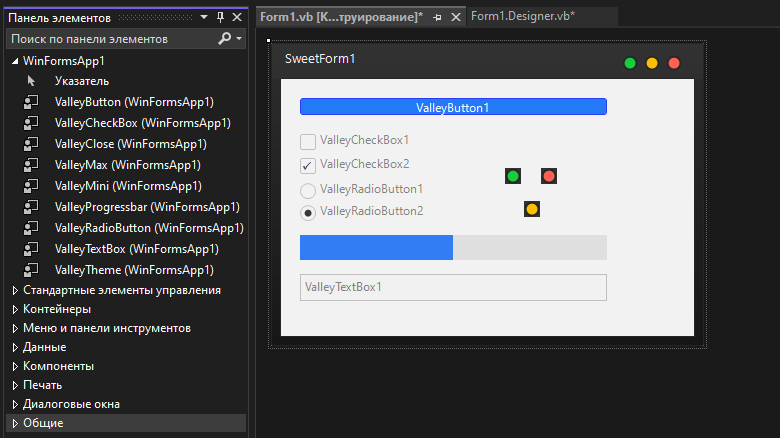 Панель элементов
Поиск по панели элементов
WinFormsApp1
Указатель
ValleyButton (WinFormsApp1)
ValleyCheckBox (WinFormsApp1)
ValleyClose (WinFormsApp1)
ValleyMax (WinFormsApp1)
ValleyMini (WinFormsApp1)
ValleyProgressbar (WinFormsApp1)
ValleyRadioButton (WinFormsApp1)
ValleyTextBox (WinFormsApp1)
ValleyTheme (WinFormsApp1)
Стандартные элементы управления
Контейнеры
Меню и панели инструментов
Данные
Компоненты
Печать
Диалоговые окна
Общие
Form1.vb [К...труирование]*
Form1.Designer.vb*
SweetForm1
ValleyButton1
ValleyCheckBox1
ValleyCheckBox2
ValleyRadioButton1
ValleyRadioButton2
ValleyTextBox1